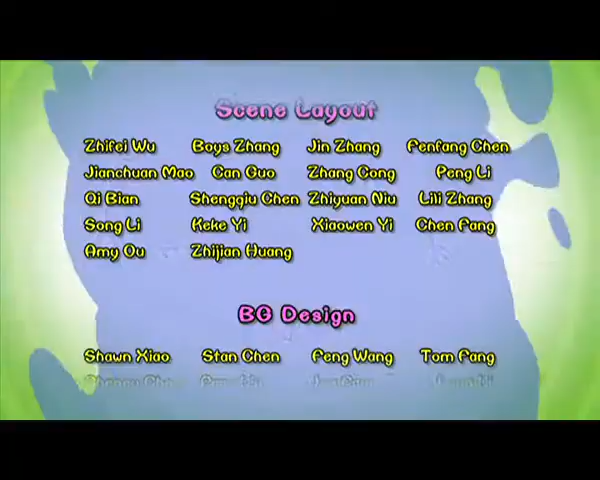 Scene Layout
Zhifei Wu Boys Zhang Jin Zhang Fenfang Chen
Jianchuan Mao Can Guo Zhang Cong Peng Li
Qi Bian Shengqiu Chen Zhiyuan Niu Lili Zhang
Song Li Keke Yi Xiaowen Yi Chen Fang
Amy Ou Zhijian Huang
BG Design
Shawn Xiao Stan Chen Feng Wang Tom Fang